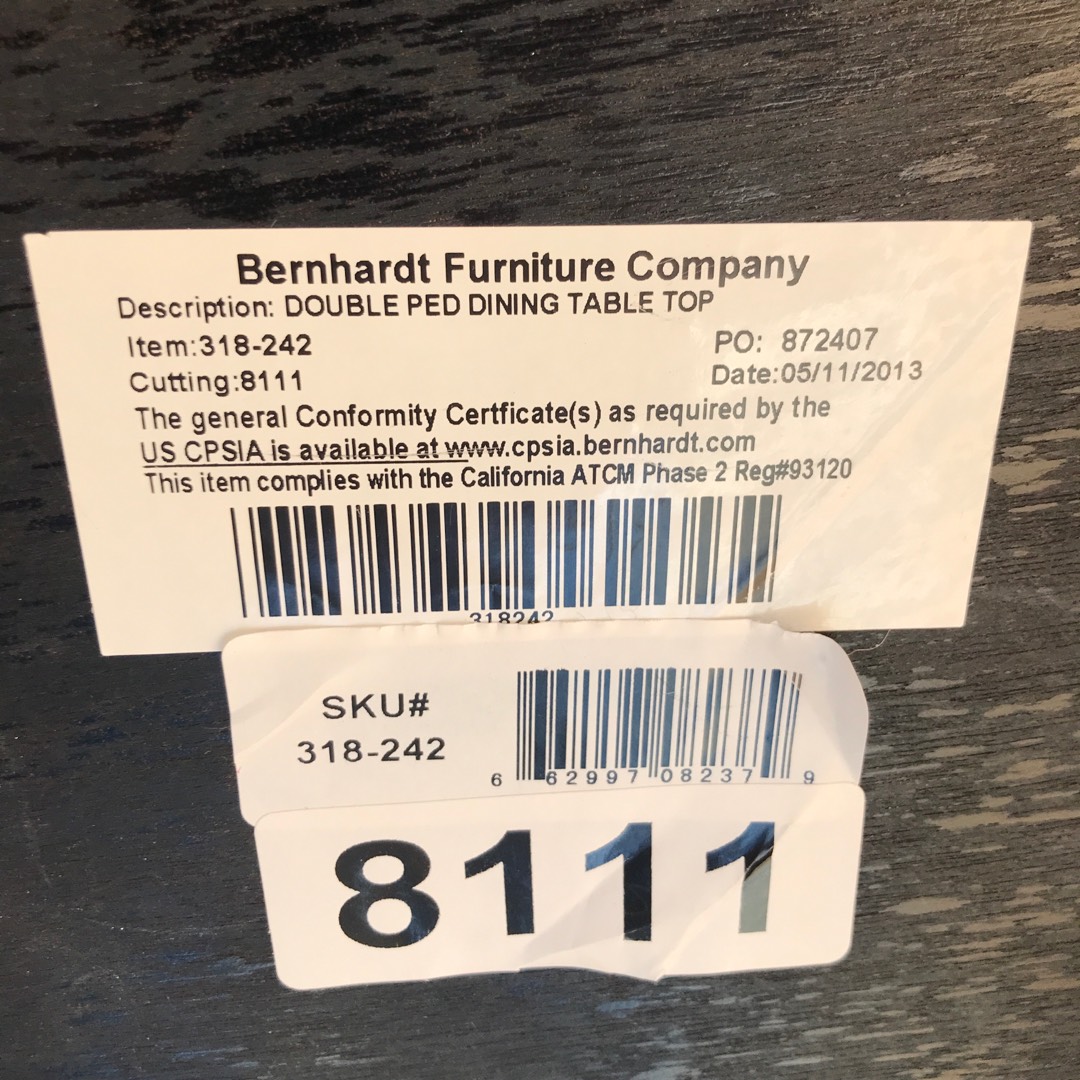 Bernhardt Furniture Company
Description: DOUBLE PED DINING TABLE TOP
Item:318-242 PO: 872407
Cutting:8111 Date:05/11/2013
The general Conformity Certficate(s) as required by the
US CPSIA is available at www.cpsia.bernhardt.com
This item complies with the California ATCM Phase 2 Reg#93120
318242
SKU#
318-242
6 62997 08237 9
8111